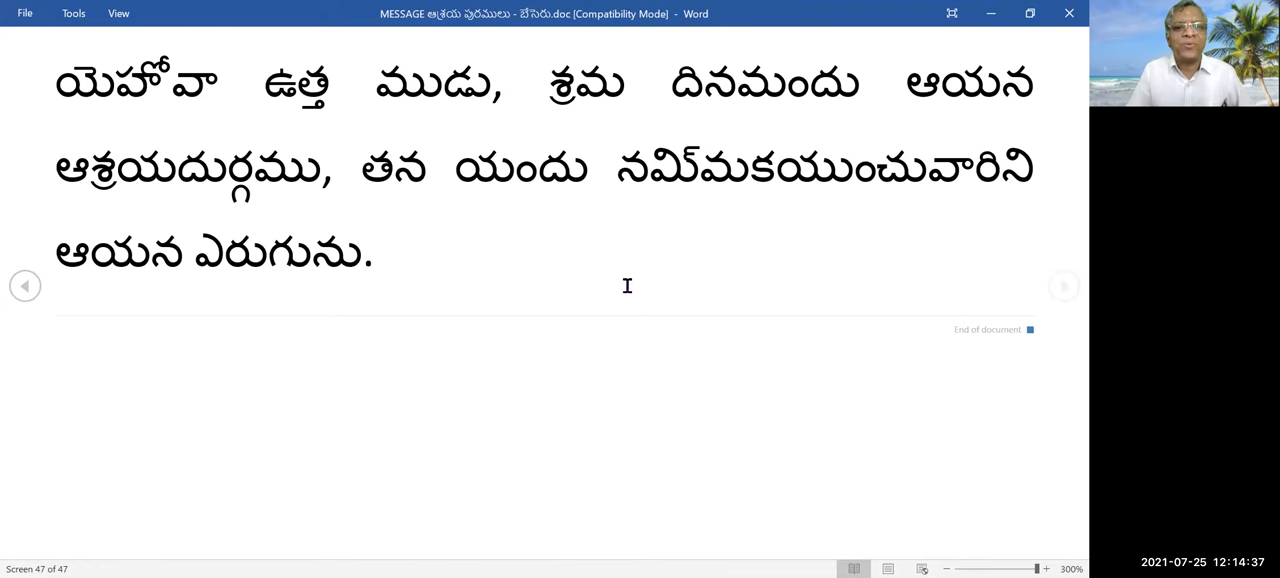 File Tools View MESSAGE ఆశ్రయ పురములు - బేసెరు.doc [Compatibility Mode] - Word
యెహోవా ఉత్త ముడు, శ్రమ దినమందు ఆయన
ఆశ్రయదుర్గము, తన యందు నమి్మకయుంచువారిని
ఆయన ఎరుగును.
End of document
Screen 47 of 47 300%
2021-07-25 12:14:37